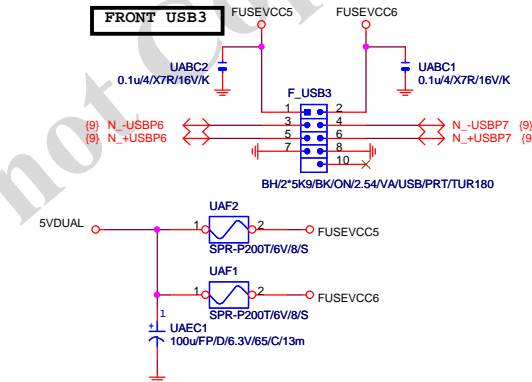 FRONT USB3
FUSEVCC5 FUSEVCC6
UABC2
0.1u/4/X7R/16V/K
UABC1
0.1u/4/X7R/16V/K
F_USB3
1 2
{9} N_-USBP6 3 4 N_-USBP7 {9}
{9} N_+USBP6 5 6 N_+USBP7 {9}
7 8
10
BH/2*5K9/BK/ON/2.54/VA/USB/PRT/TUR180
5VDUAL
UAF2
1 2 FUSEVCC5
SPR-P200T/6V/8/S
UAF1
1 2 FUSEVCC6
SPR-P200T/6V/8/S
1
+ UAEC1
100u/FP/D/6.3V/65/C/13m
not Co